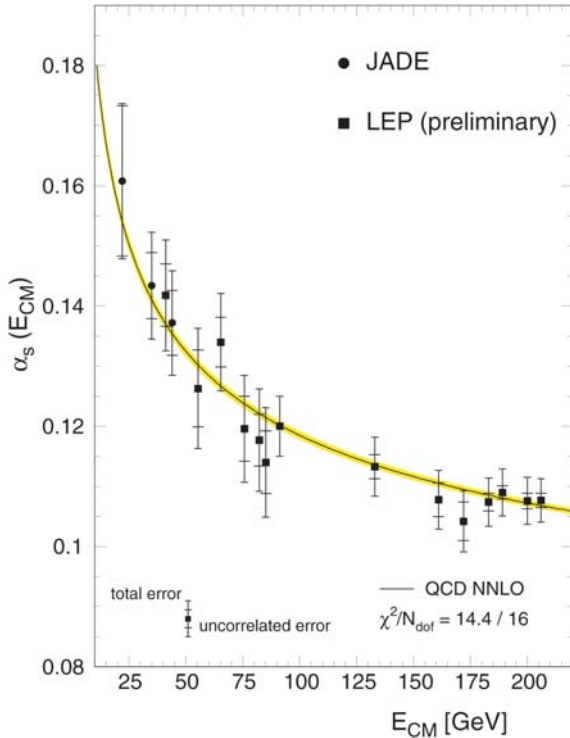 0.18
0.16
0.14
0.12
0.1
0.08
αs (ECM)
JADE
LEP (preliminary)
total error
uncorrelated error
QCD NNLO
χ²/Ndof = 14.4 / 16
25 50 75 100 125 150 175 200
ECM [GeV]